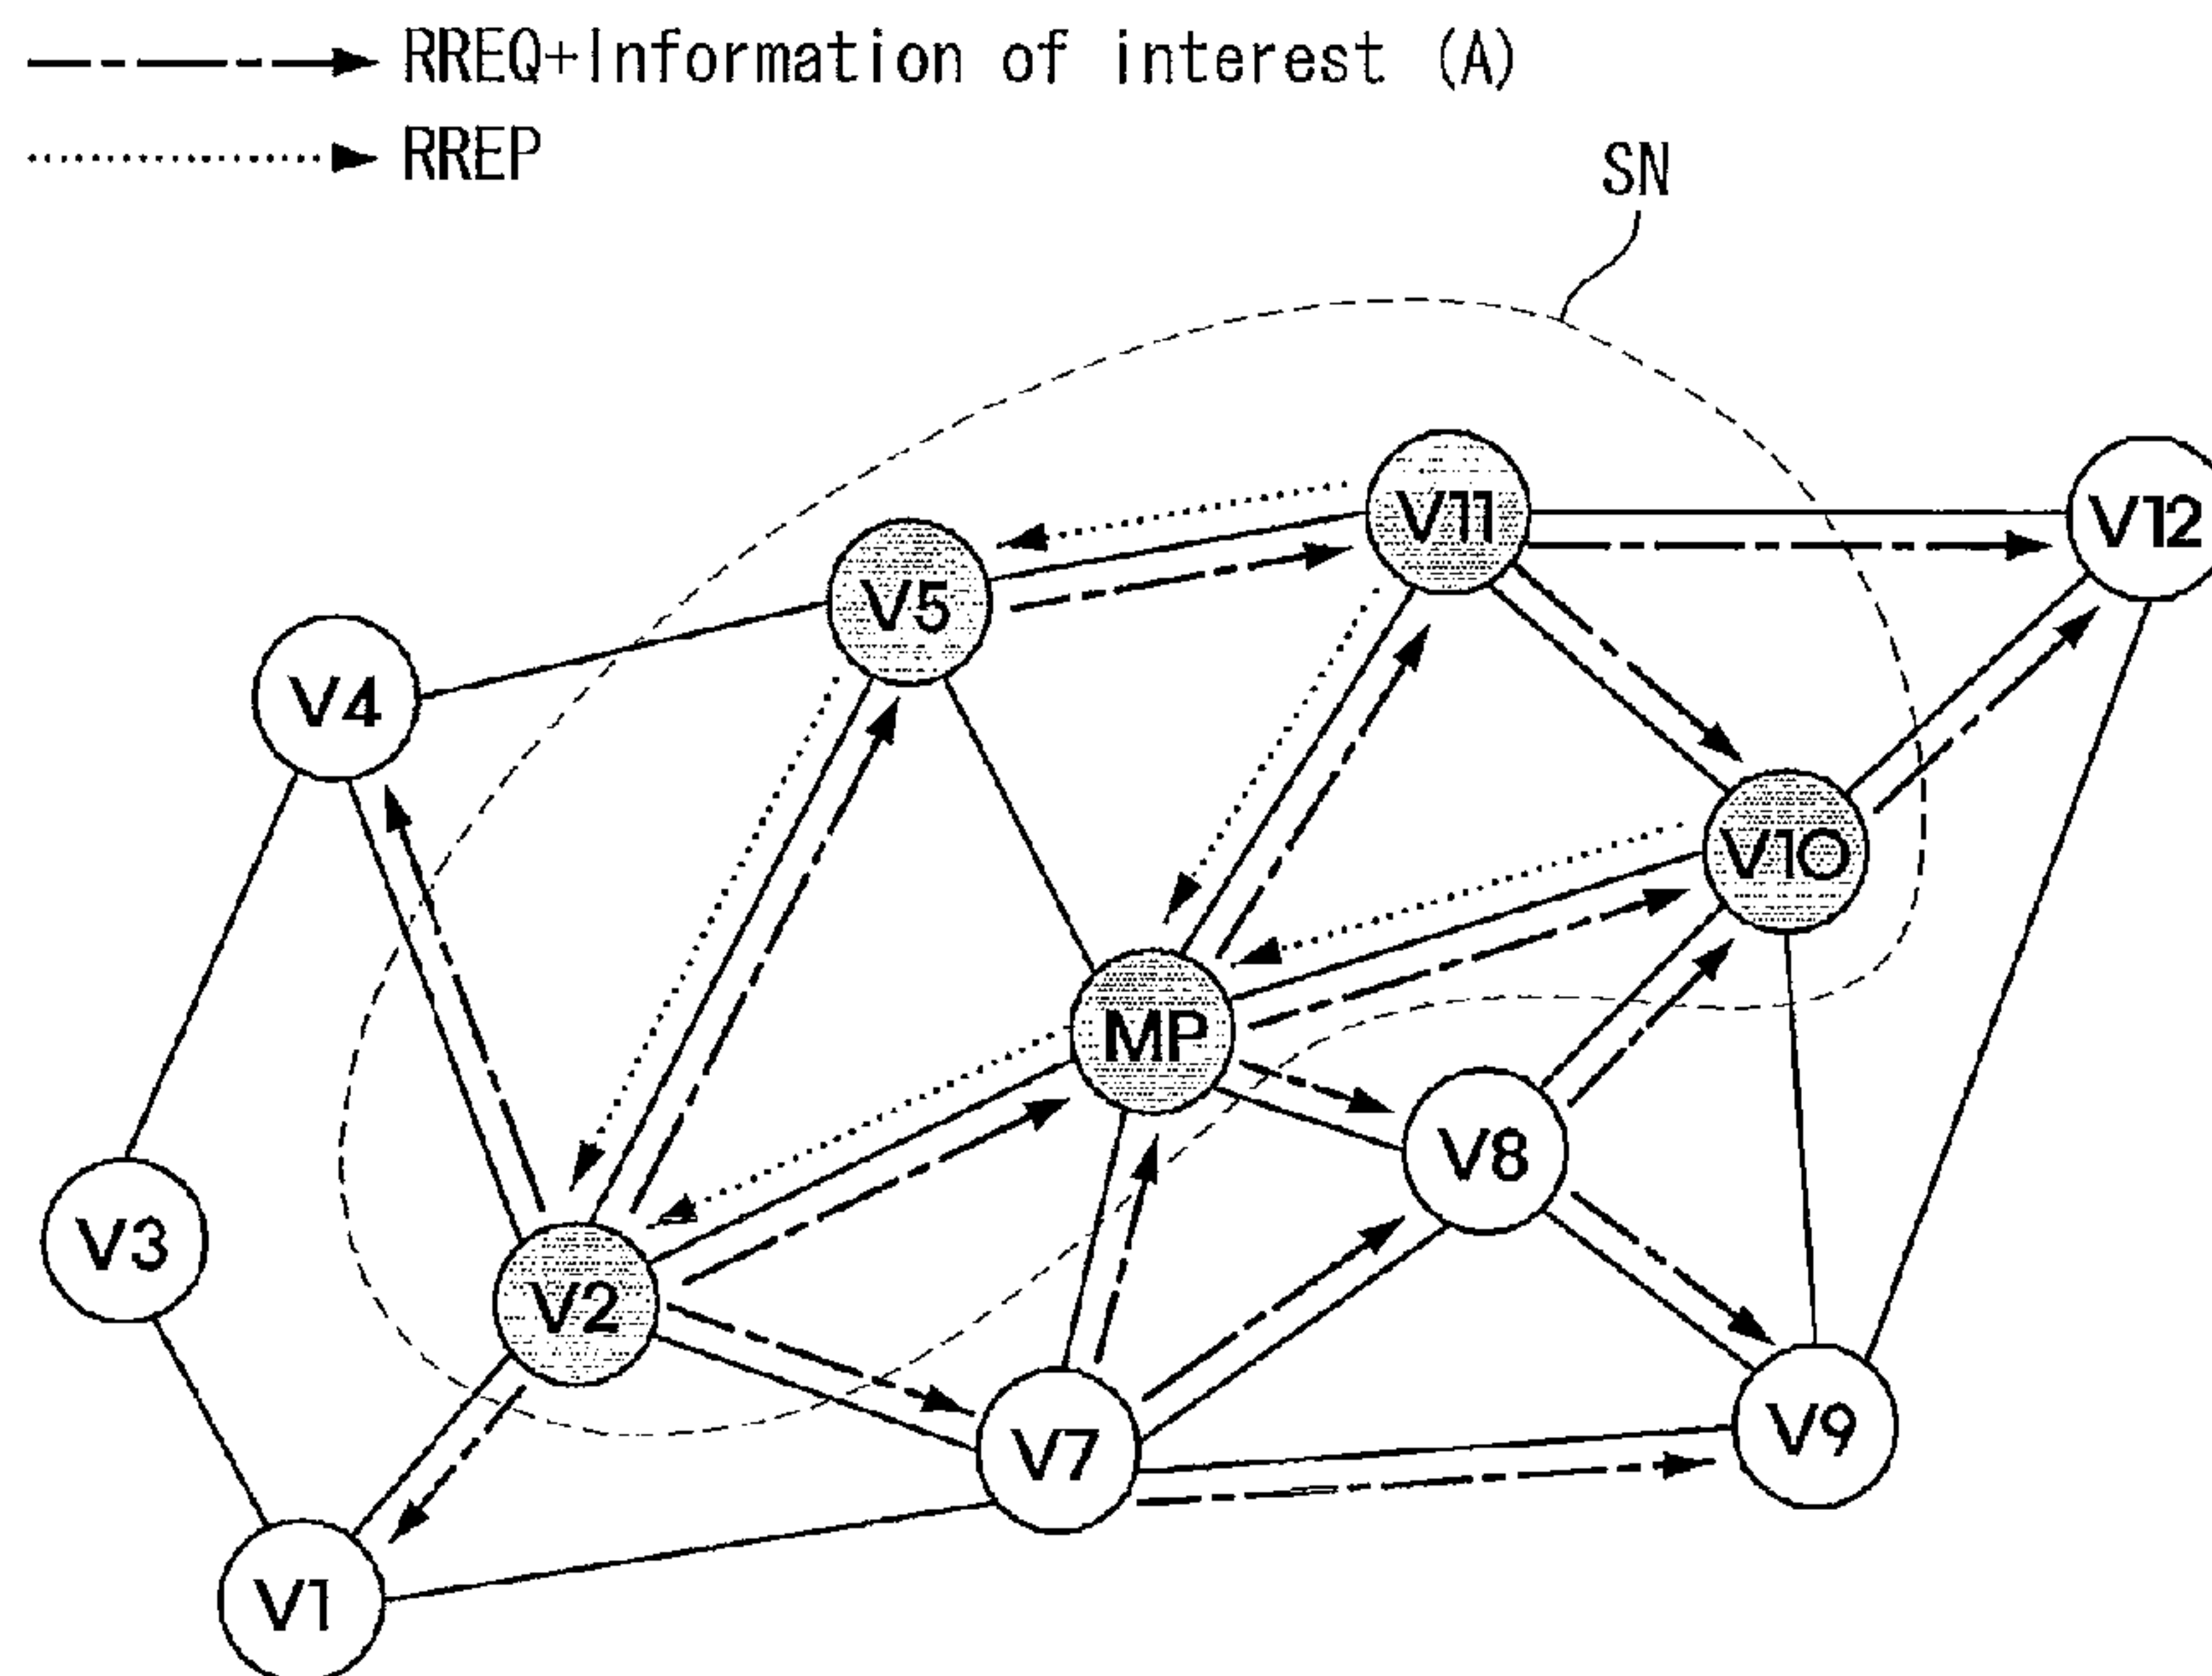 RREQ+Information of interest (A)
RREP
SN
V11
V12
V5
V4
V10
MP
V8
V3
V2
V7
V9
V1